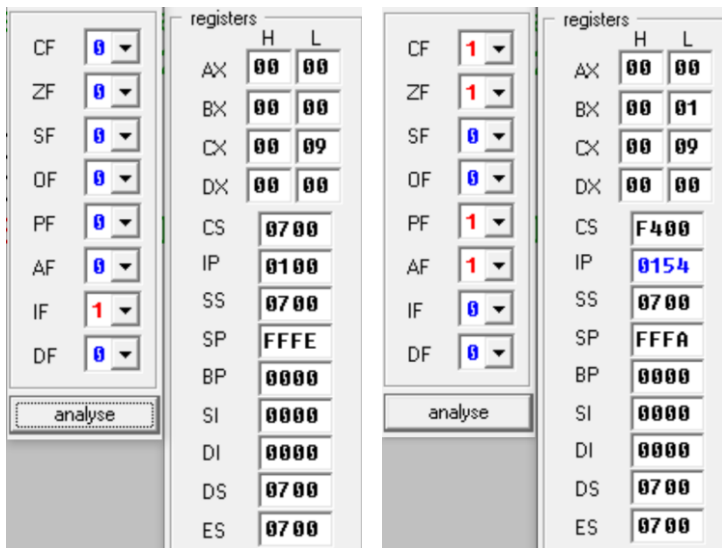 registers
H L
CF 0
AX 00 00
ZF 0
BX 00 00
SF 0
CX 00 09
OF 0
DX 00 00
PF 0
CS 0700
AF 0
IP 0100
IF 1
SS 0700
DF 0
SP FFFE
BP 0000
analyse
SI 0000
DI 0000
DS 0700
ES 0700
registers
H L
CF 1
AX 00 00
ZF 1
BX 00 01
SF 0
CX 00 09
OF 0
DX 00 00
PF 1
CS F400
AF 1
IP 0154
IF 0
SS 0700
DF 0
SP FFFA
BP 0000
analyse
SI 0000
DI 0000
DS 0700
ES 0700